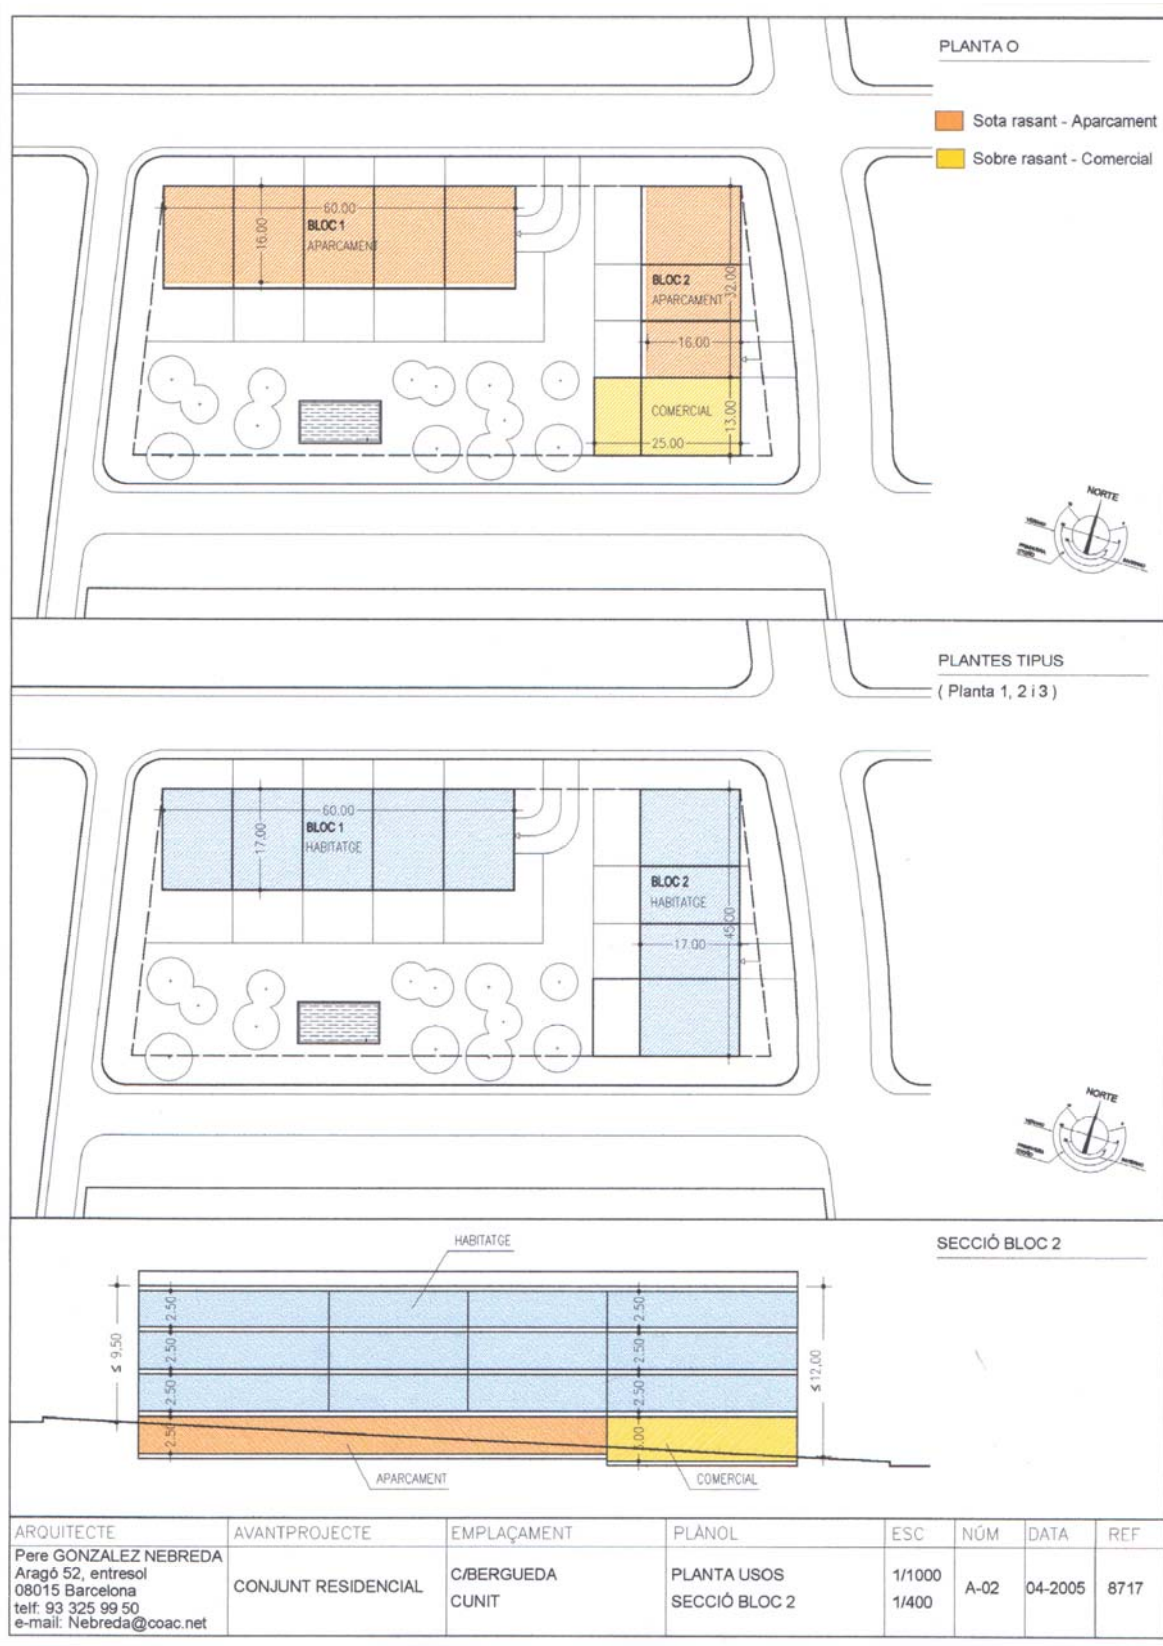 PLANTA O
Sota rasant - Aparcament
Sobre rasant - Comercial
60.00
16.00
BLOC 1
APARCAMENT
BLOC 2
APARCAMENT
32.00
16.00
COMERCIAL
13.00
25.00
NORTE
PLANTES TIPUS
( Planta 1, 2 i 3 )
60.00
17.00
BLOC 1
HABITATGE
BLOC 2
HABITATGE
45.00
17.00
NORTE
SECCIÓ BLOC 2
HABITATGE
≤ 9,50
2.50
2.50
2.50
2.50
2.50
2.50
2.50
3.00
≤12,00
APARCAMENT
COMERCIAL
ARQUITECTE
Pere GONZALEZ NEBREDA
Aragó 52, entresol
08015 Barcelona
telf: 93 325 99 50
e-mail: Nebreda@coac.net
AVANTPROJECTE
CONJUNT RESIDENCIAL
EMPLAÇAMENT
C/BERGUEDA
CUNIT
PLÀNOL
PLANTA USOS
SECCIÓ BLOC 2
ESC
1/1000
1/400
NÚM
A-02
DATA
04-2005
REF
8717